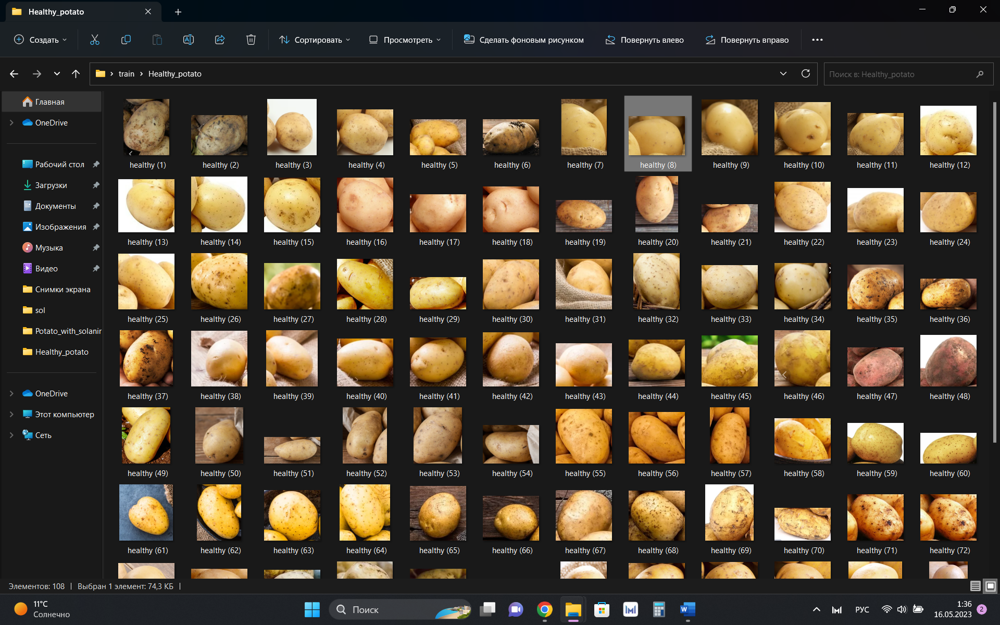 Healthy_potato
Создать
Сортировать
Просмотреть
Сделать фоновым рисунком
Повернуть влево
Повернуть вправо
train
Healthy_potato
Поиск в: Healthy_potato
Главная
OneDrive
Рабочий стол
Загрузки
Документы
Изображения
Музыка
Видео
Снимки экрана
sol
Potato_with_solanir
Healthy_potato
OneDrive
Этот компьютер
Сеть
healthy (1)
healthy (2)
healthy (3)
healthy (4)
healthy (5)
healthy (6)
healthy (7)
healthy (8)
healthy (9)
healthy (10)
healthy (11)
healthy (12)
healthy (13)
healthy (14)
healthy (15)
healthy (16)
healthy (17)
healthy (18)
healthy (19)
healthy (20)
healthy (21)
healthy (22)
healthy (23)
healthy (24)
healthy (25)
healthy (26)
healthy (27)
healthy (28)
healthy (29)
healthy (30)
healthy (31)
healthy (32)
healthy (33)
healthy (34)
healthy (35)
healthy (36)
healthy (37)
healthy (38)
healthy (39)
healthy (40)
healthy (41)
healthy (42)
healthy (43)
healthy (44)
healthy (45)
healthy (46)
healthy (47)
healthy (48)
healthy (49)
healthy (50)
healthy (51)
healthy (52)
healthy (53)
healthy (54)
healthy (55)
healthy (56)
healthy (57)
healthy (58)
healthy (59)
healthy (60)
healthy (61)
healthy (62)
healthy (63)
healthy (64)
healthy (65)
healthy (66)
healthy (67)
healthy (68)
healthy (69)
healthy (70)
healthy (71)
healthy (72)
Элементов: 108
Выбран 1 элемент: 74,3 КБ
11°C
Солнечно
Поиск
РУС
1:36
16.05.2023
2